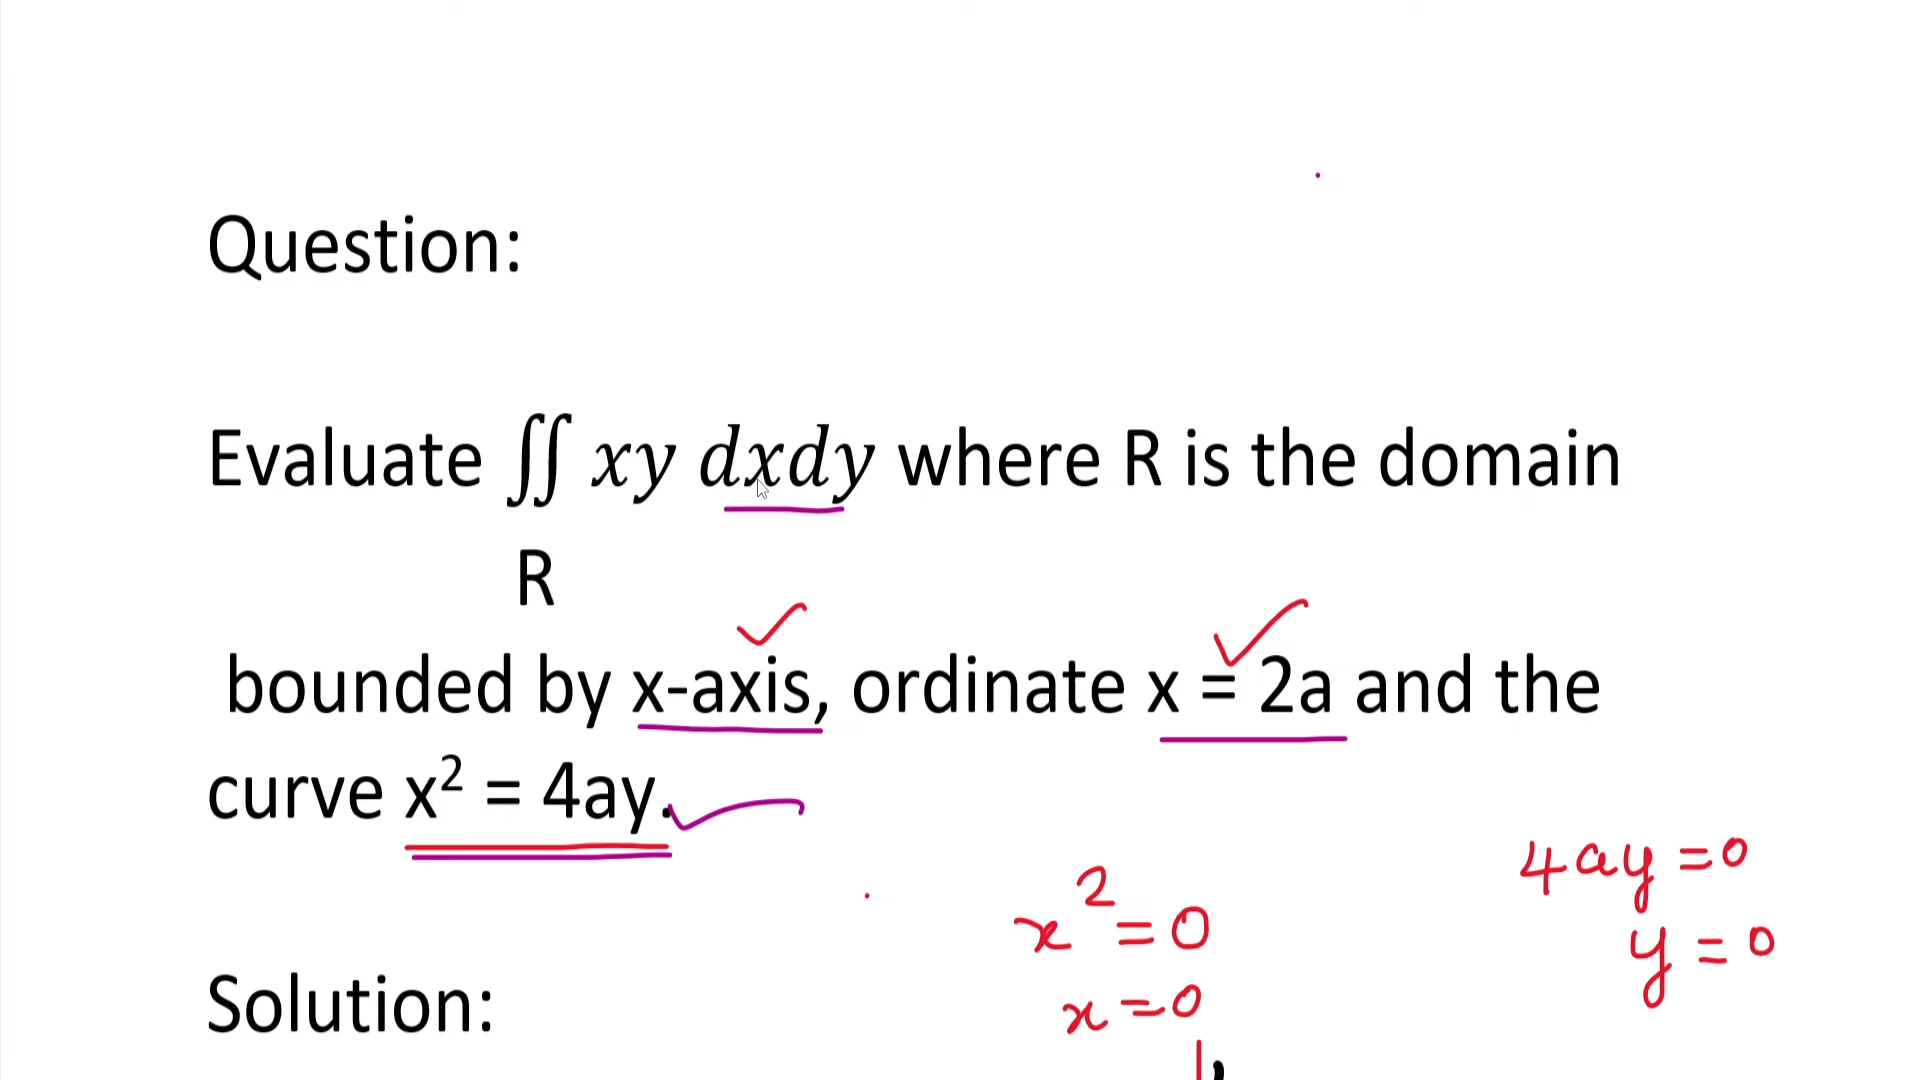 Question:
Evaluate ∬ xy dxdy where R is the domain
R
bounded by x-axis, ordinate x = 2a and the
curve x² = 4ay.
4ay = 0
x² = 0
y = 0
Solution:
x = 0